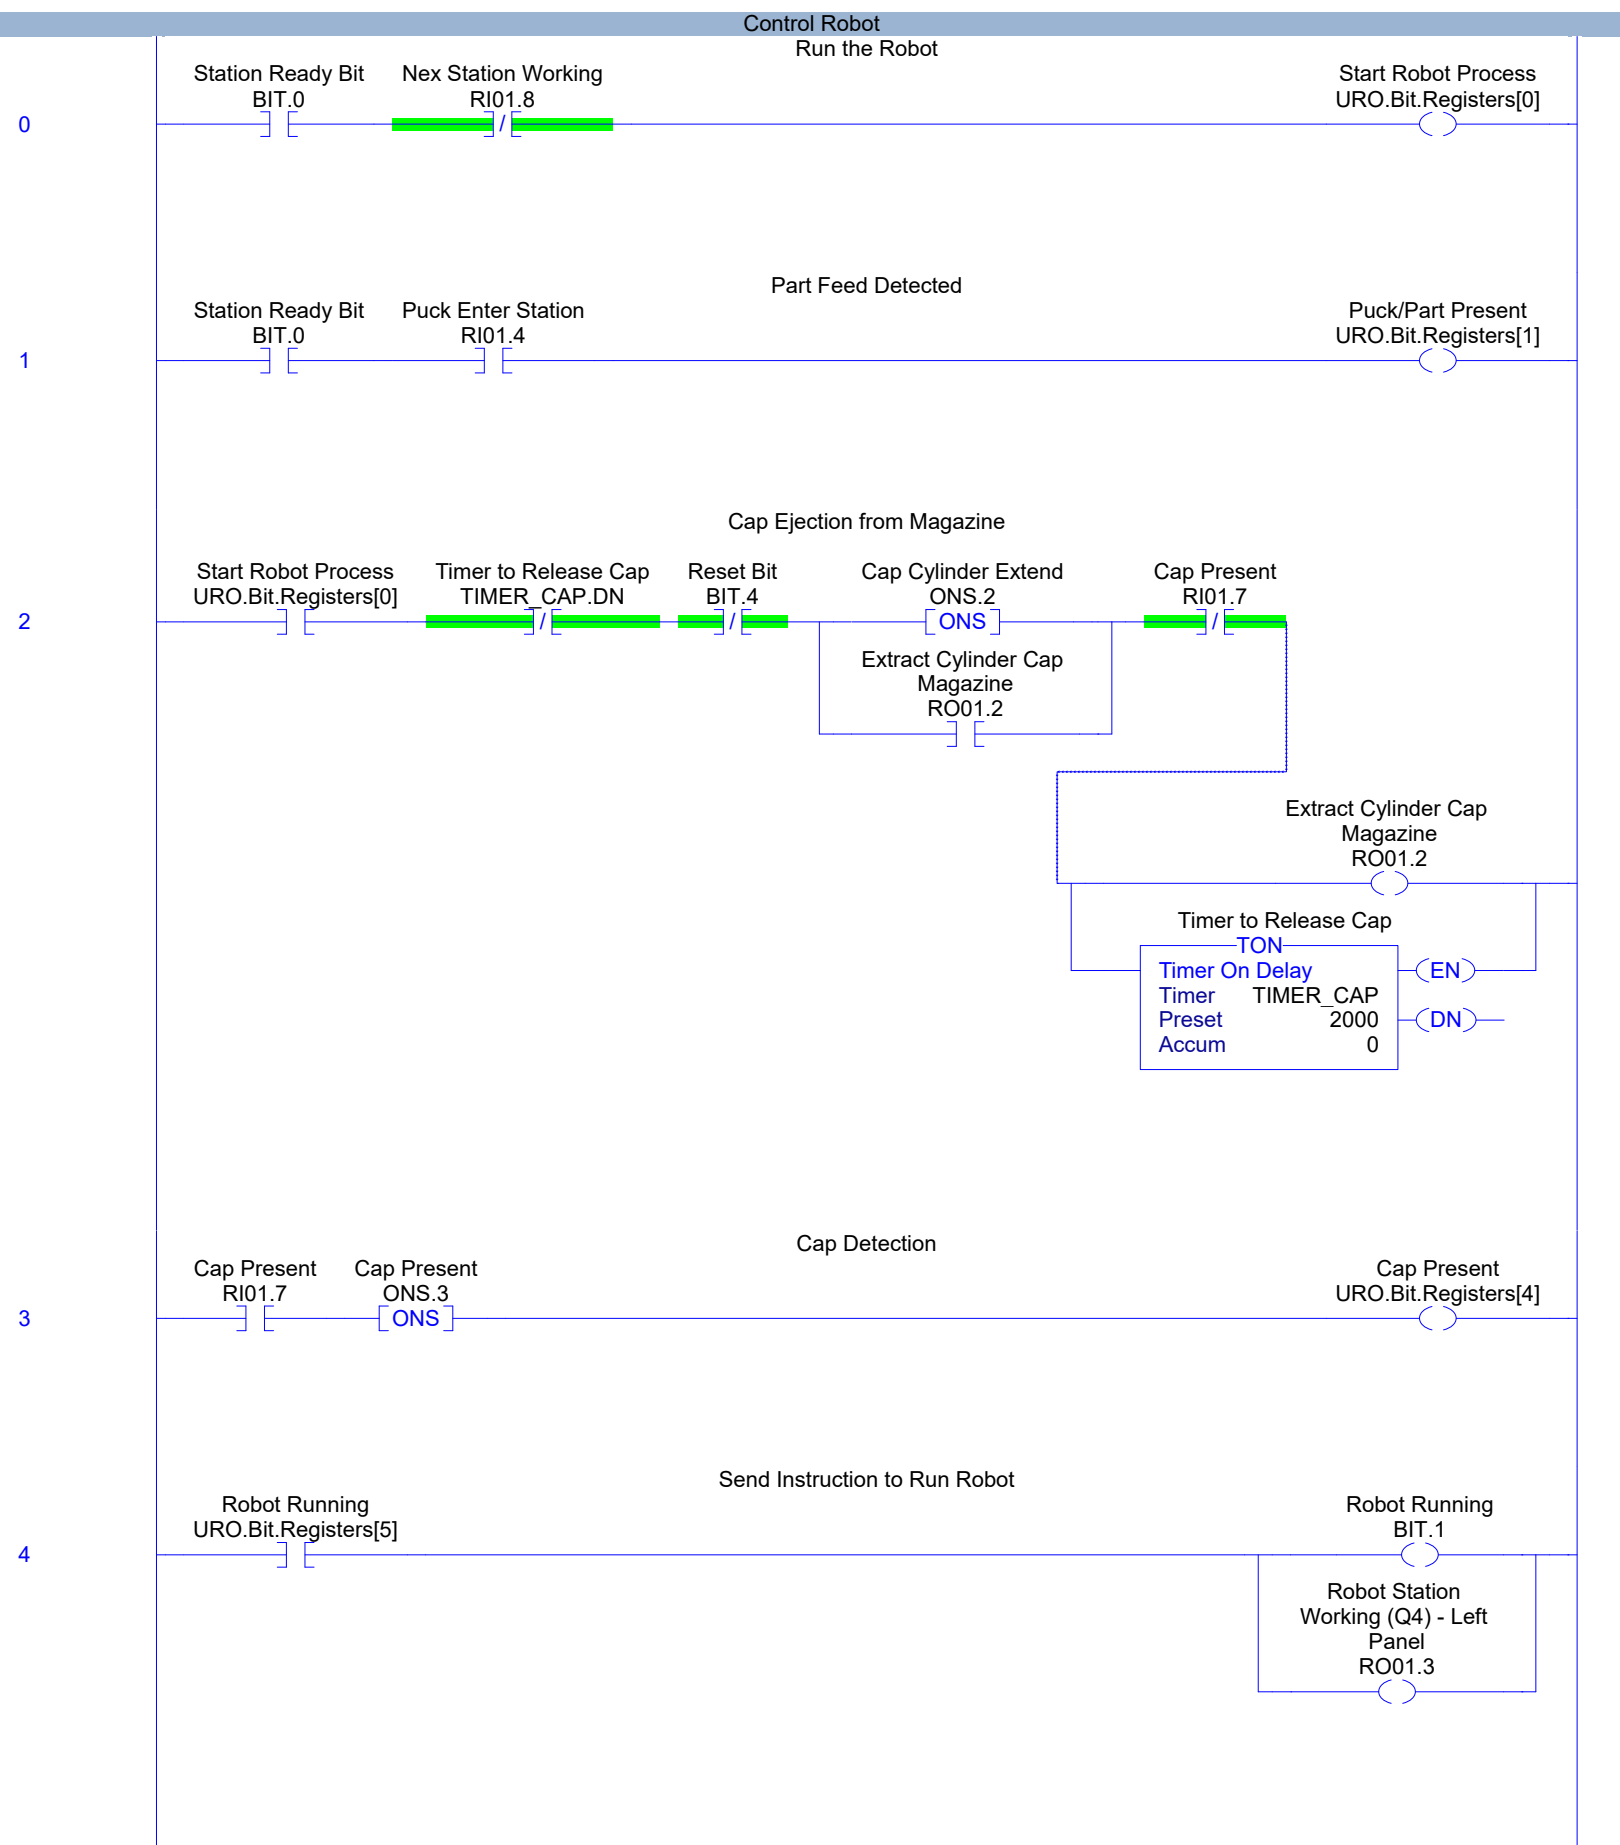 Control Robot
Run the Robot
Station Ready Bit
BIT.0
Nex Station Working
RI01.8
/
Start Robot Process
URO.Bit.Registers[0]
0
Part Feed Detected
Station Ready Bit
BIT.0
Puck Enter Station
RI01.4
Puck/Part Present
URO.Bit.Registers[1]
1
Cap Ejection from Magazine
Start Robot Process
URO.Bit.Registers[0]
Timer to Release Cap
TIMER_CAP.DN
/
Reset Bit
BIT.4
/
Cap Cylinder Extend
ONS.2
ONS
Cap Present
RI01.7
/
2
Extract Cylinder Cap
Magazine
RO01.2
Extract Cylinder Cap
Magazine
RO01.2
Timer to Release Cap
TON
Timer On Delay
EN
Timer TIMER_CAP
Preset 2000
DN
Accum 0
Cap Detection
Cap Present
RI01.7
Cap Present
ONS.3
ONS
Cap Present
URO.Bit.Registers[4]
3
Send Instruction to Run Robot
Robot Running
URO.Bit.Registers[5]
Robot Running
BIT.1
4
Robot Station
Working (Q4) - Left
Panel
RO01.3